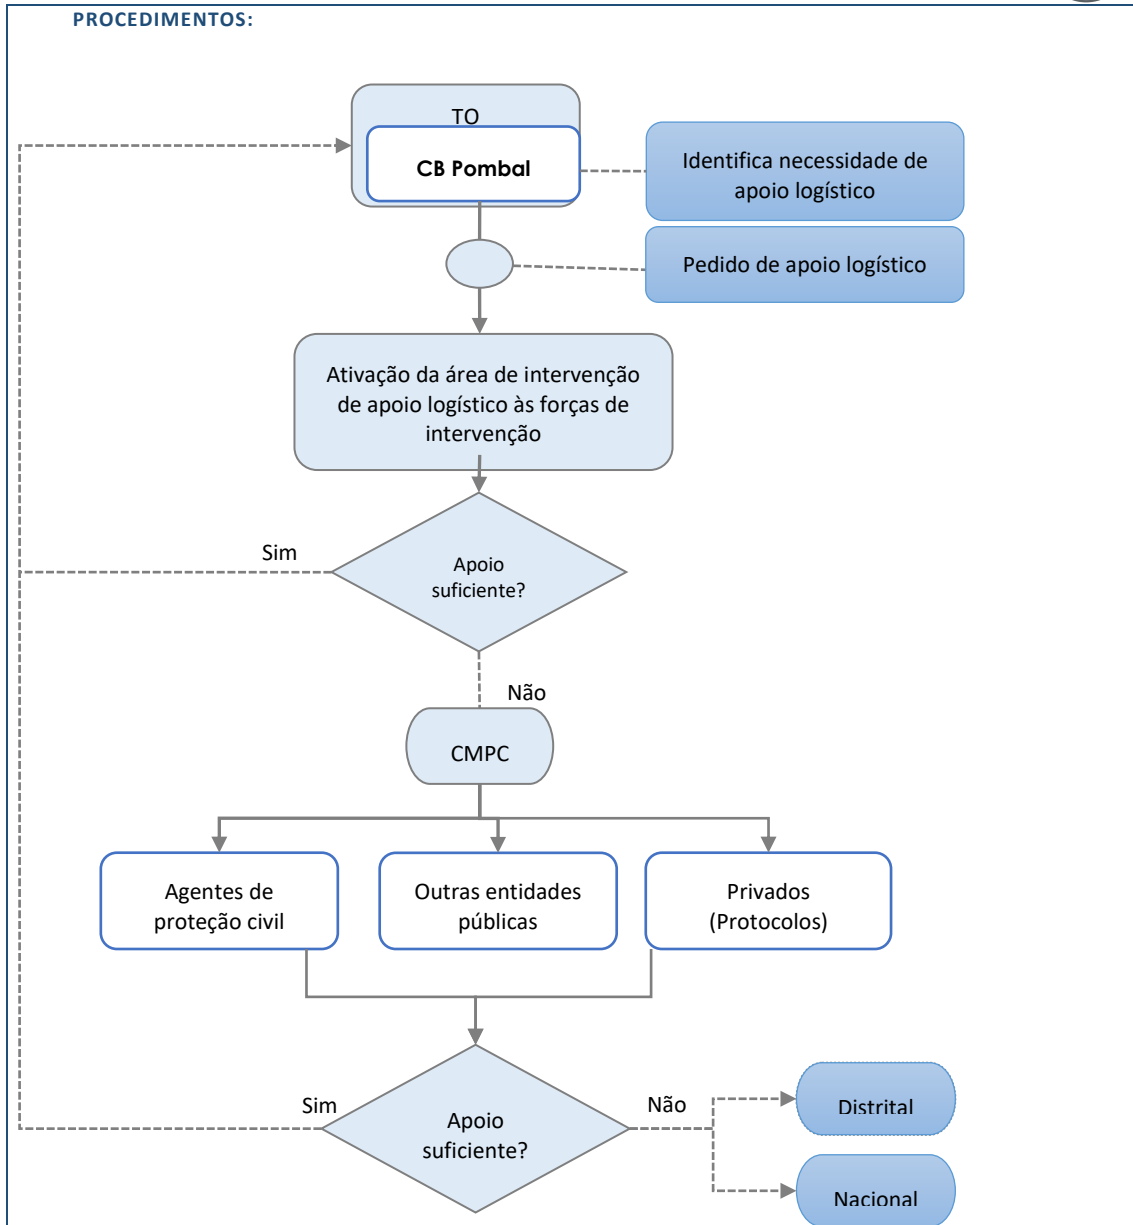 PROCEDIMENTOS:
TO
CB Pombal
Identifica necessidade de
apoio logístico
Pedido de apoio logístico
Ativação da área de intervenção
de apoio logístico às forças de
intervenção
Sim
Apoio
suficiente?
Não
CMPC
Agentes de
proteção civil
Outras entidades
públicas
Privados
(Protocolos)
Sim
Apoio
suficiente?
Não
Distrital
Nacional